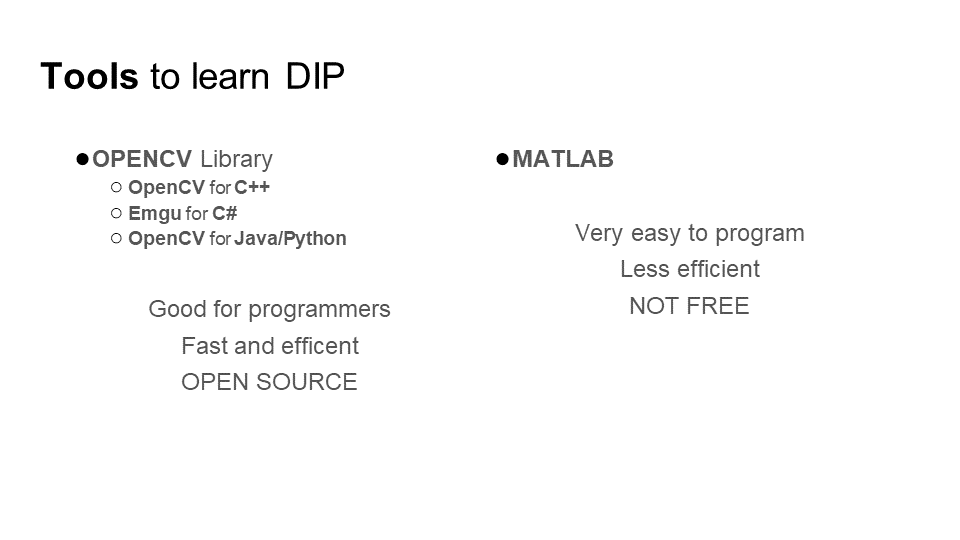 Tools to learn DIP
●OPENCV Library
○ OpenCV for C++
○ Emgu for C#
○ OpenCV for Java/Python
Good for programmers
Fast and efficent
OPEN SOURCE
●MATLAB
Very easy to program
Less efficient
NOT FREE